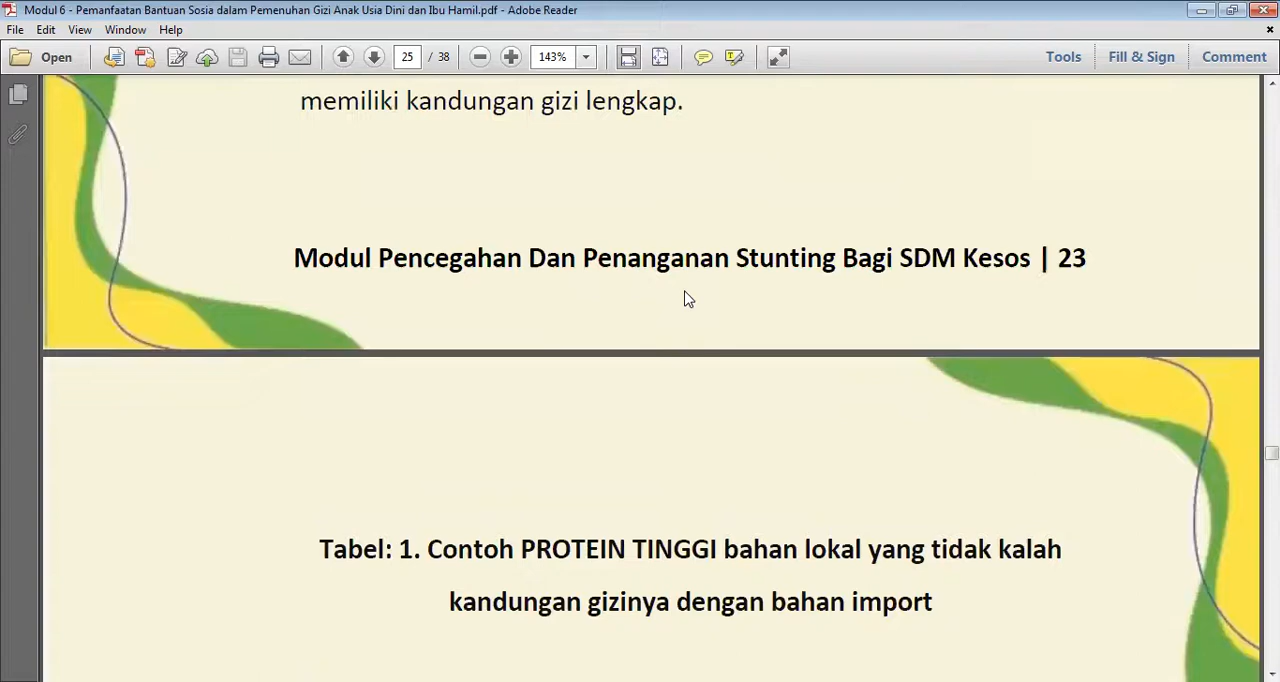 Modul 6 - Pemanfaatan Bantuan Sosia dalam Pemenuhan Gizi Anak Usia Dini dan Ibu Hamil.pdf - Adobe Reader
File Edit View Window Help
Open 25 / 38 143% Tools Fill & Sign Comment
memiliki kandungan gizi lengkap.
Modul Pencegahan Dan Penanganan Stunting Bagi SDM Kesos | 23
Tabel: 1. Contoh PROTEIN TINGGI bahan lokal yang tidak kalah
kandungan gizinya dengan bahan import